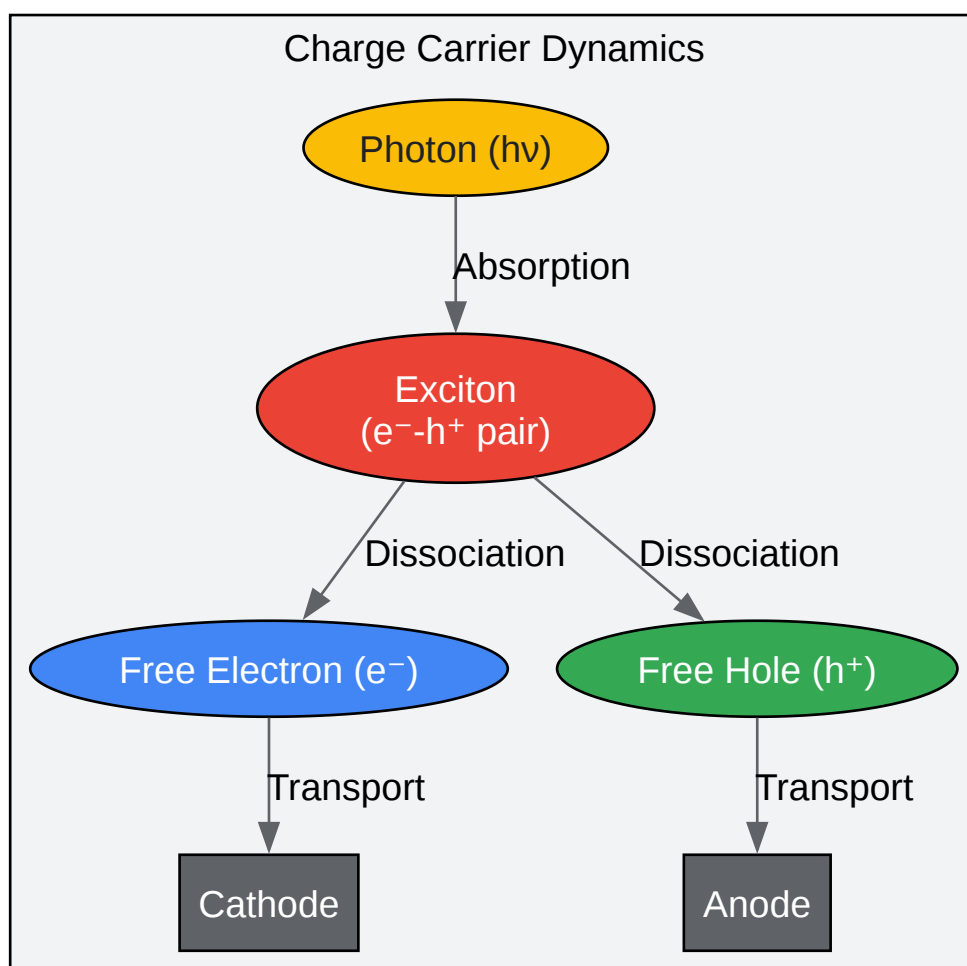 Charge Carrier Dynamics
Photon (hν)
Absorption
Exciton
(e⁻-h⁺ pair)
Dissociation
Dissociation
Free Electron (e⁻)
Free Hole (h⁺)
Transport
Transport
Cathode
Anode